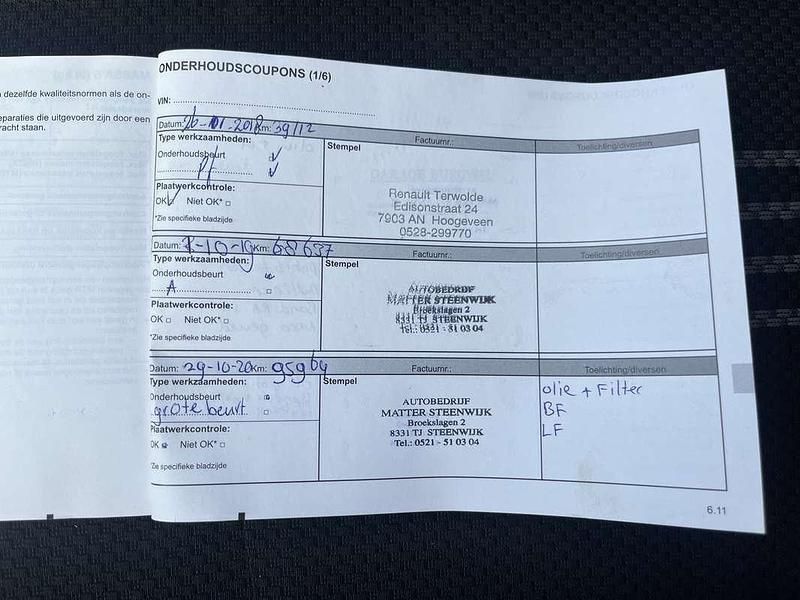 dezelfde kwaliteitsnormen als de on-
eparaties die uitgevoerd zijn door een
racht staan.
ONDERHOUDSCOUPONS (1/6)
VIN:
Datum: 26-01-2018 Km: 39112
Type werkzaamheden:
Onderhoudsbeurt
Plaatwerkcontrole:
OK Niet OK*
*Zie specifieke bladzijde
Factuurnr.:
Stempel
Renault Terwolde
Edisonstraat 24
7903 AN Hoogeveen
0528-299770
Toelichting/diversen
Datum: 2-10-19 Km: 68637
Type werkzaamheden:
Onderhoudsbeurt
A
Plaatwerkcontrole:
OK Niet OK*
*Zie specifieke bladzijde
Factuurnr.:
Stempel
AUTOBEDRIJF
MATTER STEENWIJK
Broekslagen 2
8331 TJ STEENWIJK
Tel.: 0521 - 51 03 04
Datum: 29-10-20 Km: 95964
Type werkzaamheden:
Onderhoudsbeurt
grote beurt
Plaatwerkcontrole:
OK Niet OK*
*Zie specifieke bladzijde
Factuurnr.:
Stempel
AUTOBEDRIJF
MATTER STEENWIJK
Broekslagen 2
8331 TJ STEENWIJK
Tel.: 0521 - 51 03 04
Toelichting/diversen
olie + Filter
BF
LF
6.11